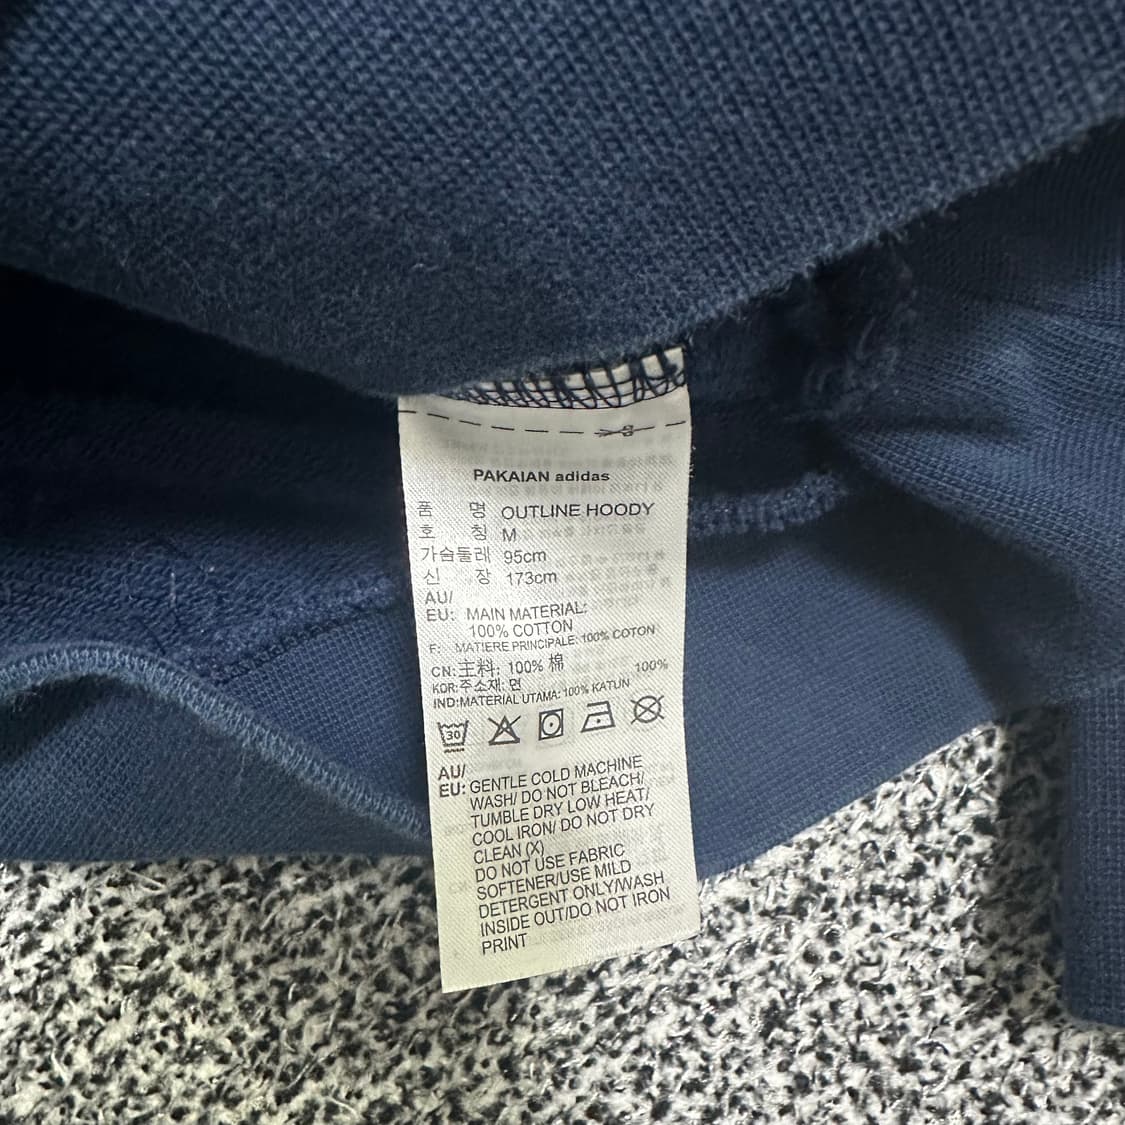 PAKAIAN adidas
품 명 OUTLINE HOODY
호 칭 M
가슴둘레 95cm
신 장 173cm
AU/
EU: MAIN MATERIAL:
100% COTTON
F: MATIERE PRINCIPALE: 100% COTON
CN:主料: 100% 棉
KOR:주소재: 면 100%
IND:MATERIAL UTAMA: 100% KATUN
30
AU/
EU: GENTLE COLD MACHINE
WASH/ DO NOT BLEACH/
TUMBLE DRY LOW HEAT/
COOL IRON/ DO NOT DRY
CLEAN (X)
DO NOT USE FABRIC
SOFTENER/USE MILD
DETERGENT ONLY/WASH
INSIDE OUT/DO NOT IRON
PRINT